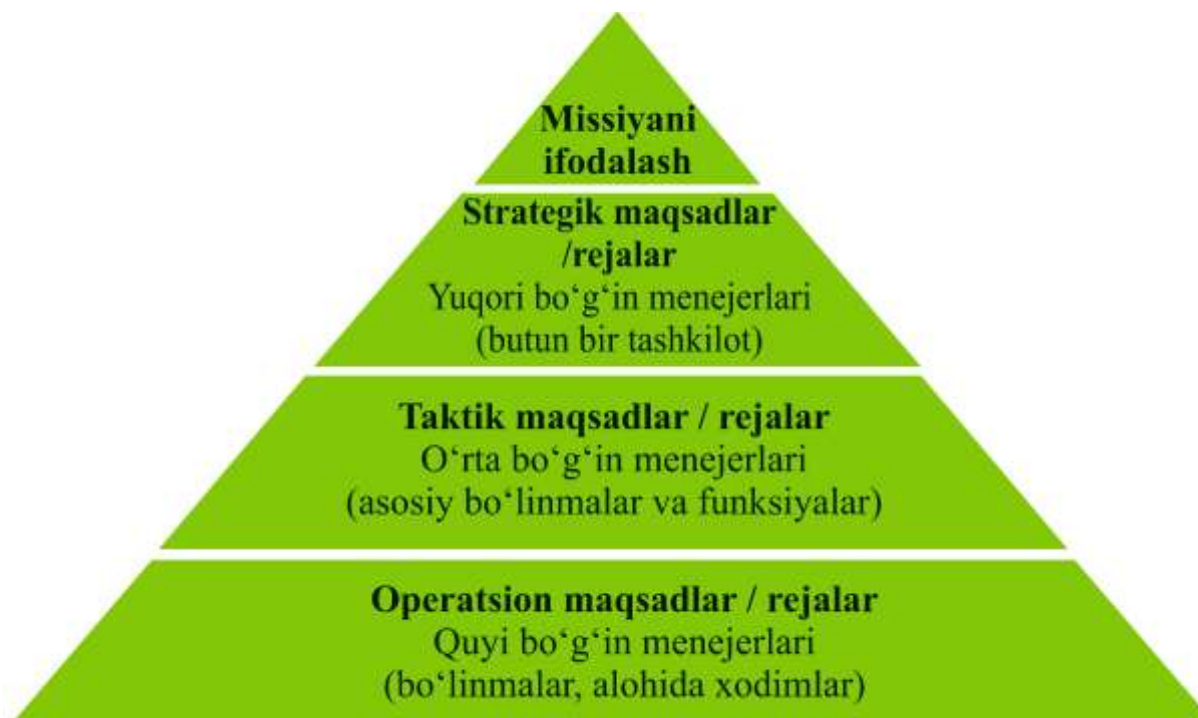 Missiyani
ifodalash
Strategik maqsadlar
/rejalar
Yuqori bo‘g‘in menejerlari
(butun bir tashkilot)
Taktik maqsadlar / rejalar
O‘rta bo‘g‘in menejerlari
(asosiy bo‘linmalar va funksiyalar)
Operatsion maqsadlar / rejalar
Quyi bo‘g‘in menejerlari
(bo‘linmalar, alohida xodimlar)